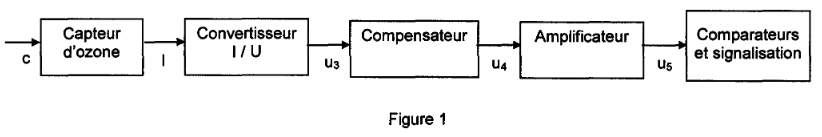 Capteur
d'ozone
Convertisseur
I / U
Compensateur
Amplificateur
Comparateurs
et signalisation
c
I
u3
u4
u5
Figure 1